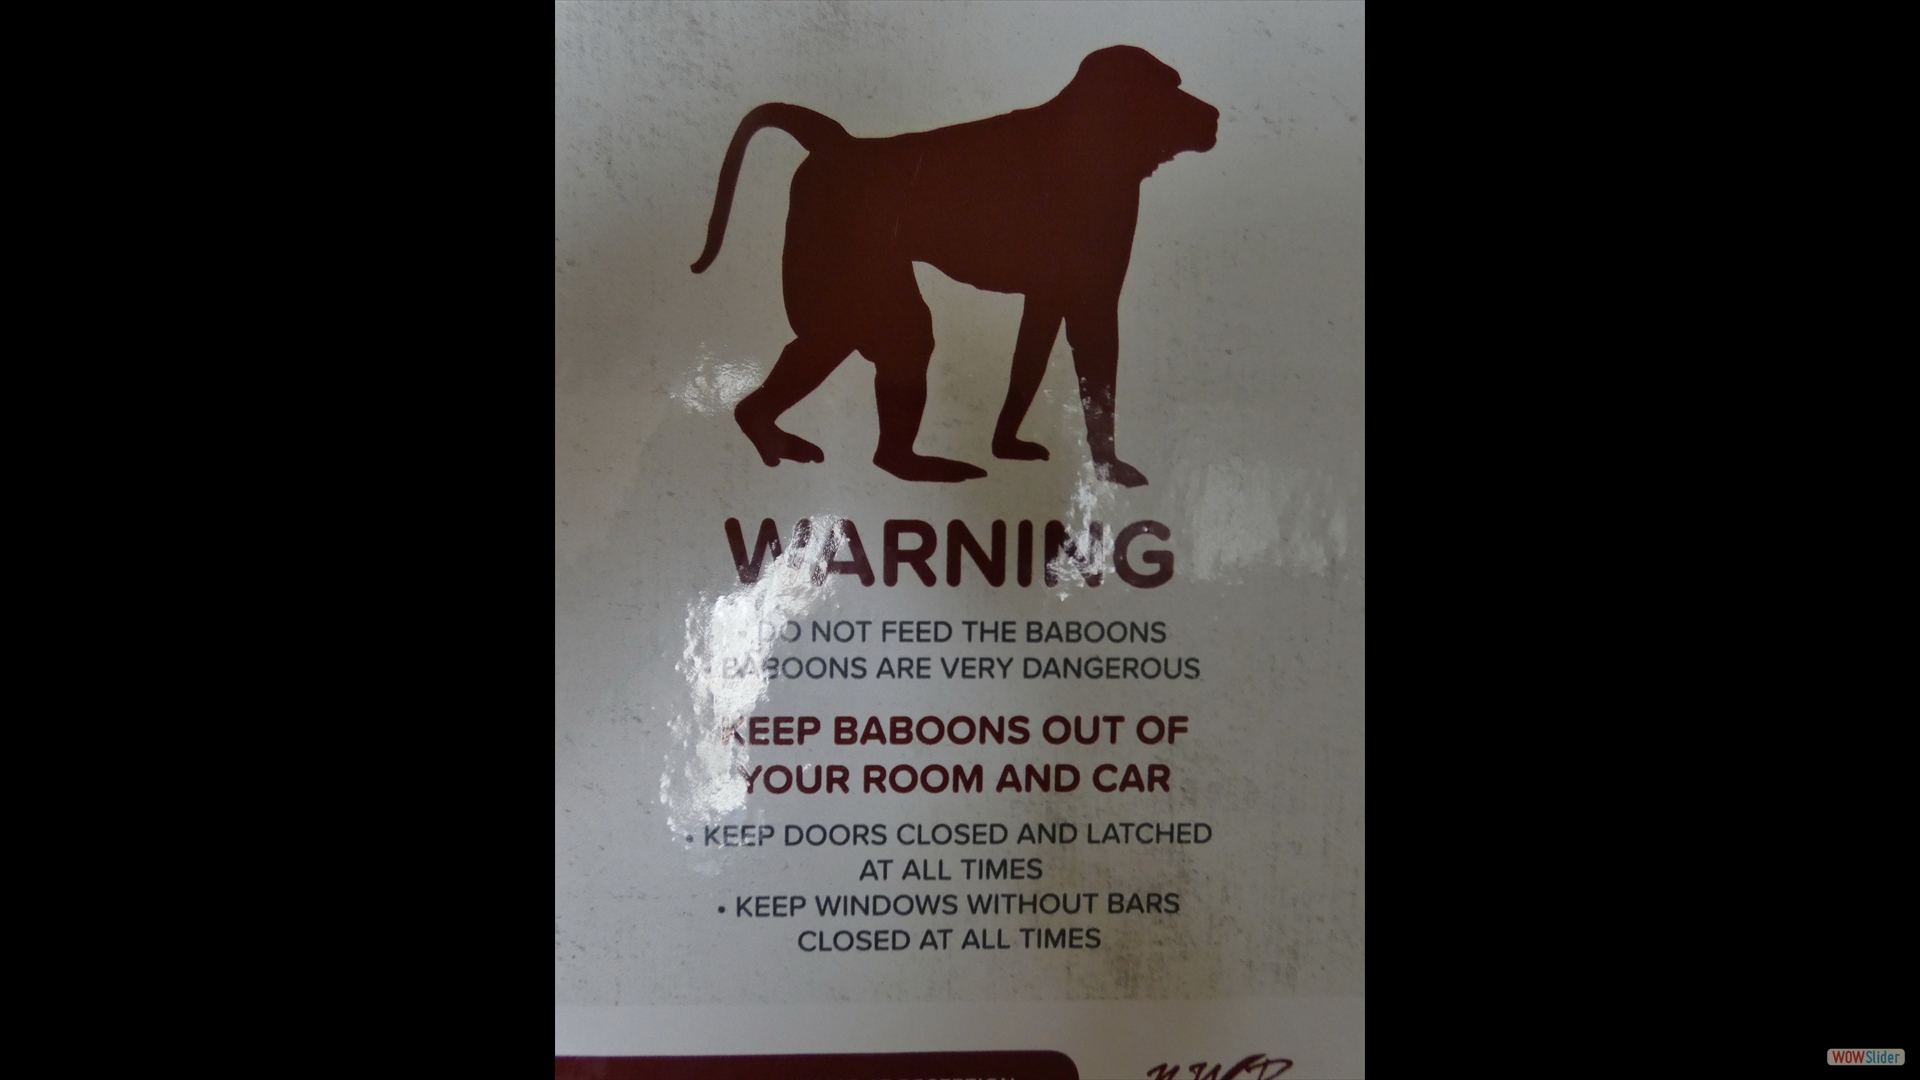 WARNING
• DO NOT FEED THE BABOONS
• BABOONS ARE VERY DANGEROUS
KEEP BABOONS OUT OF
YOUR ROOM AND CAR
• KEEP DOORS CLOSED AND LATCHED
AT ALL TIMES
• KEEP WINDOWS WITHOUT BARS
CLOSED AT ALL TIMES
WOWSlider